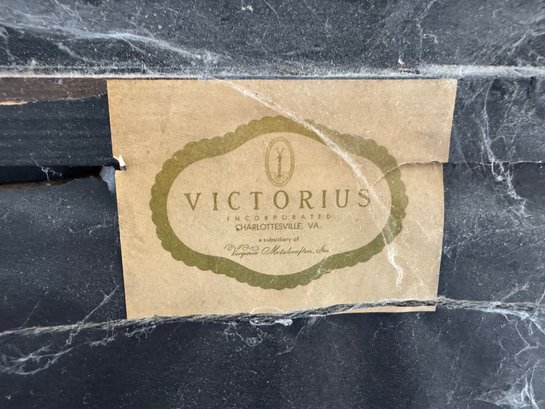 VICTORIUS
INCORPORATED
CHARLOTTESVILLE, VA.
a subsidiary of
Virginia Metalcrafters, Inc.